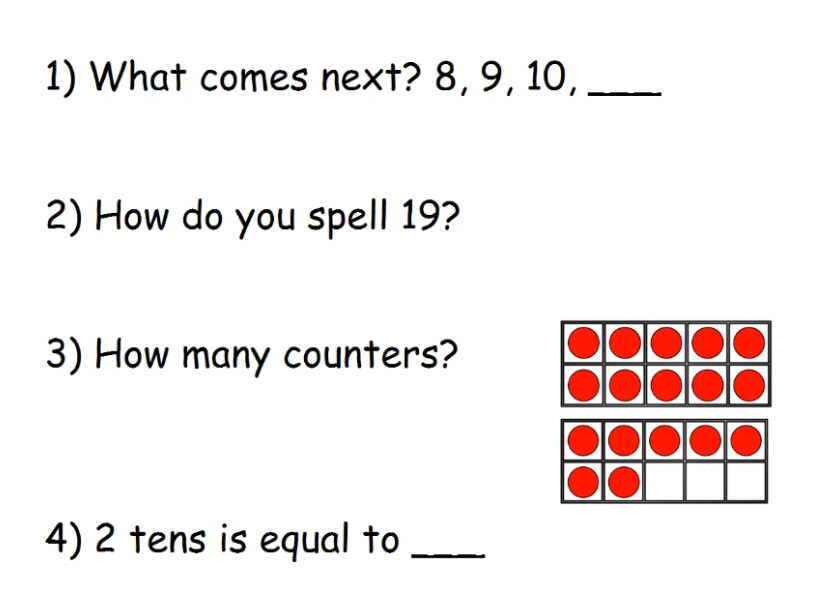 1) What comes next? 8, 9, 10, ___
2) How do you spell 19?
3) How many counters?
4) 2 tens is equal to ___